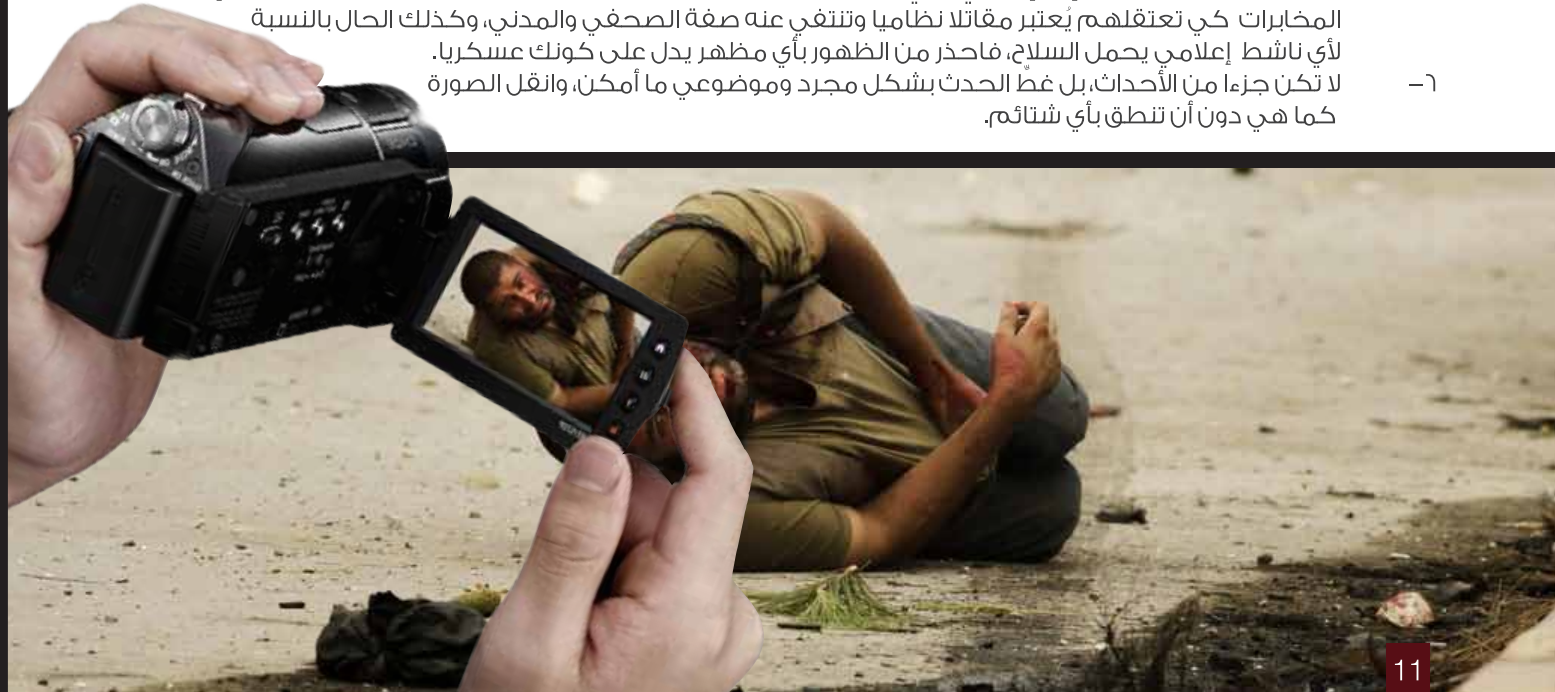 المخابرات كي تعتقلهم يُعتبر مقاتلا نظاميا وتنتفي عنه صفة الصحفي والمدني، وكذلك الحال بالنسبة
لأي ناشط إعلامي يحمل السلاح، فاحذر من الظهور بأي مظهر يدل على كونك عسكريا.
٦- لا تكن جزءا من الأحداث، بل غطِّ الحدث بشكل مجرد وموضوعي ما أمكن، وانقل الصورة
كما هي دون أن تنطق بأي شتائم.
11